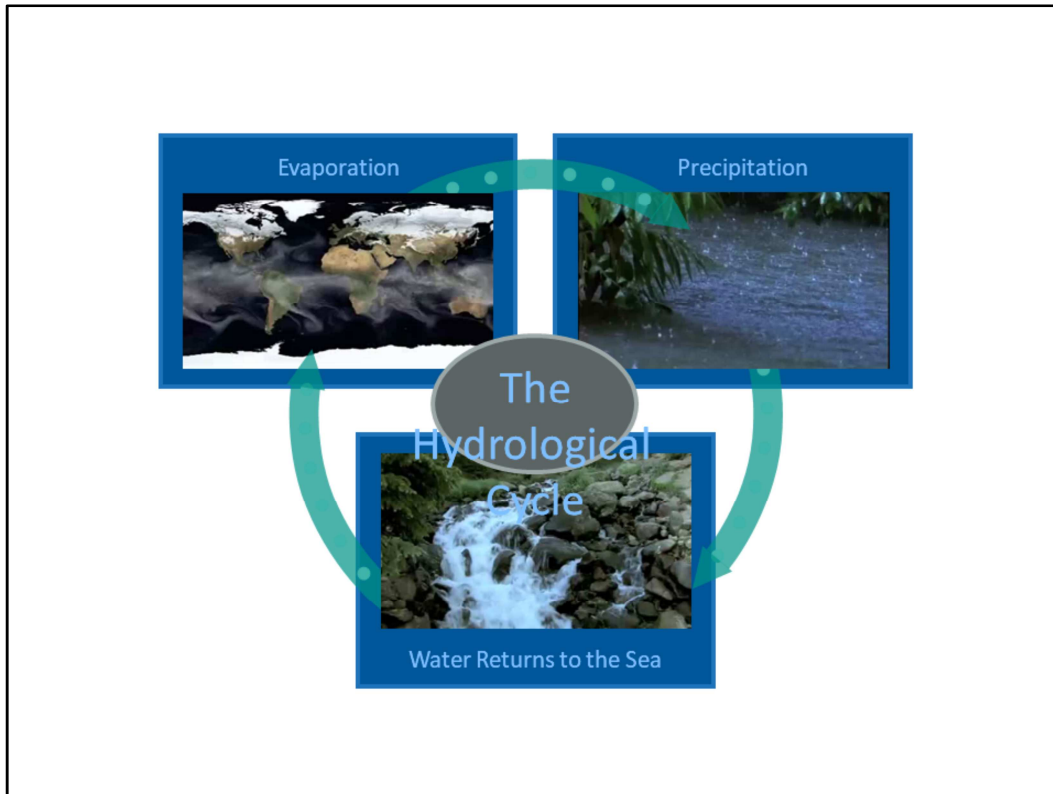 Evaporation
Precipitation
The
Hydrological
Cycle
Water Returns to the Sea